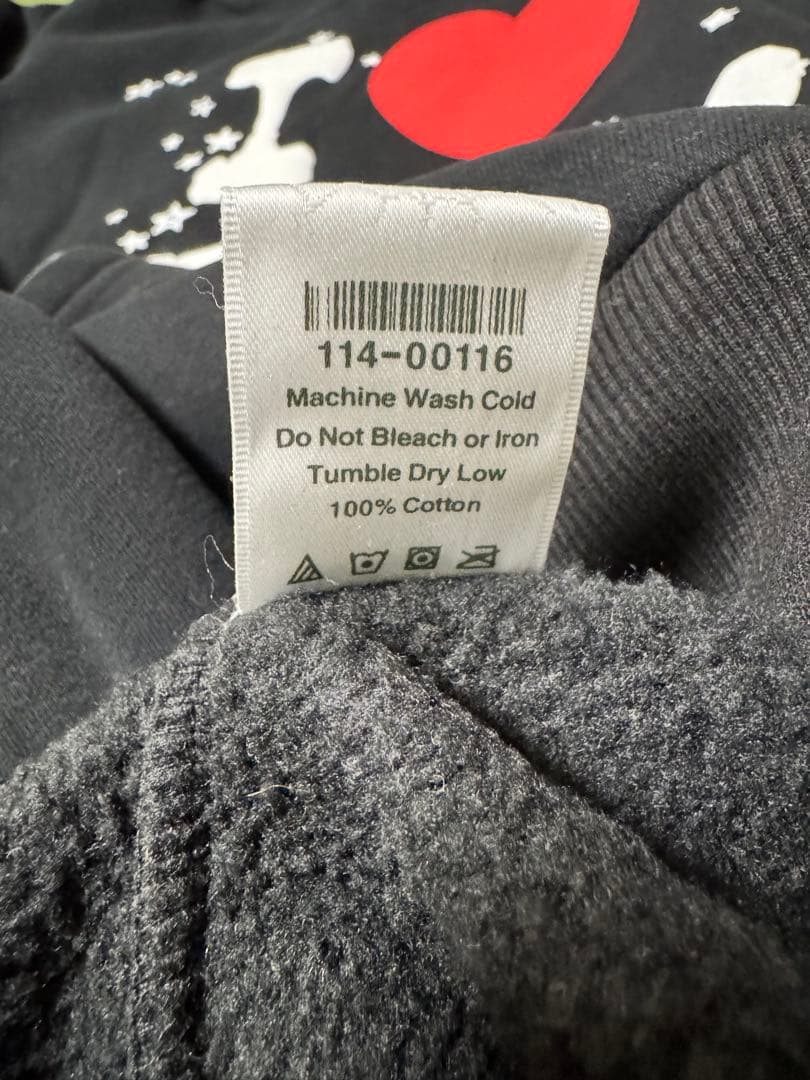 I
114-00116
Machine Wash Cold
Do Not Bleach or Iron
Tumble Dry Low
100% Cotton